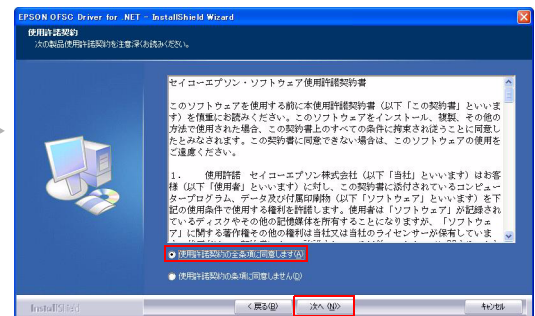 EPSON OFSC Driver for .NET - InstallShield Wizard
使用許諾契約
次の製品使用許諾契約を注意深くお読みください。
セイコーエプソン・ソフトウェア使用許諾契約書
このソフトウェアを使用する前に本使用許諾契約書（以下「この契約書」といいま
す）を慎重にお読みください。このソフトウェアをインストール、複製、その他の
方法で使用された場合、この契約書上のすべての条件に拘束され従うことに同意し
たとみなされます。この契約書に同意できない場合は、このソフトウェアの使用を
ご遠慮ください。
1. 使用許諾 セイコーエプソン株式会社（以下「当社」といいます）はお客
様（以下「使用者」といいます）に対し、この契約書に添付されているコンピュー
タープログラム、データ及び付属印刷物（以下「ソフトウェア」といいます）を下
記の使用条件で使用する権利を許諾します。使用者は「ソフトウェア」が記録され
ているディスクやその他の記憶媒体を所有することになりますが、「ソフトウェ
ア」に関する著作権その他の権利は当社又は当社のライセンサーが保有していま
使用許諾契約の全条項に同意します(A)
使用許諾契約の条項に同意しません(D)
InstallShield
< 戻る(B)
次へ(N)>
キャンセル